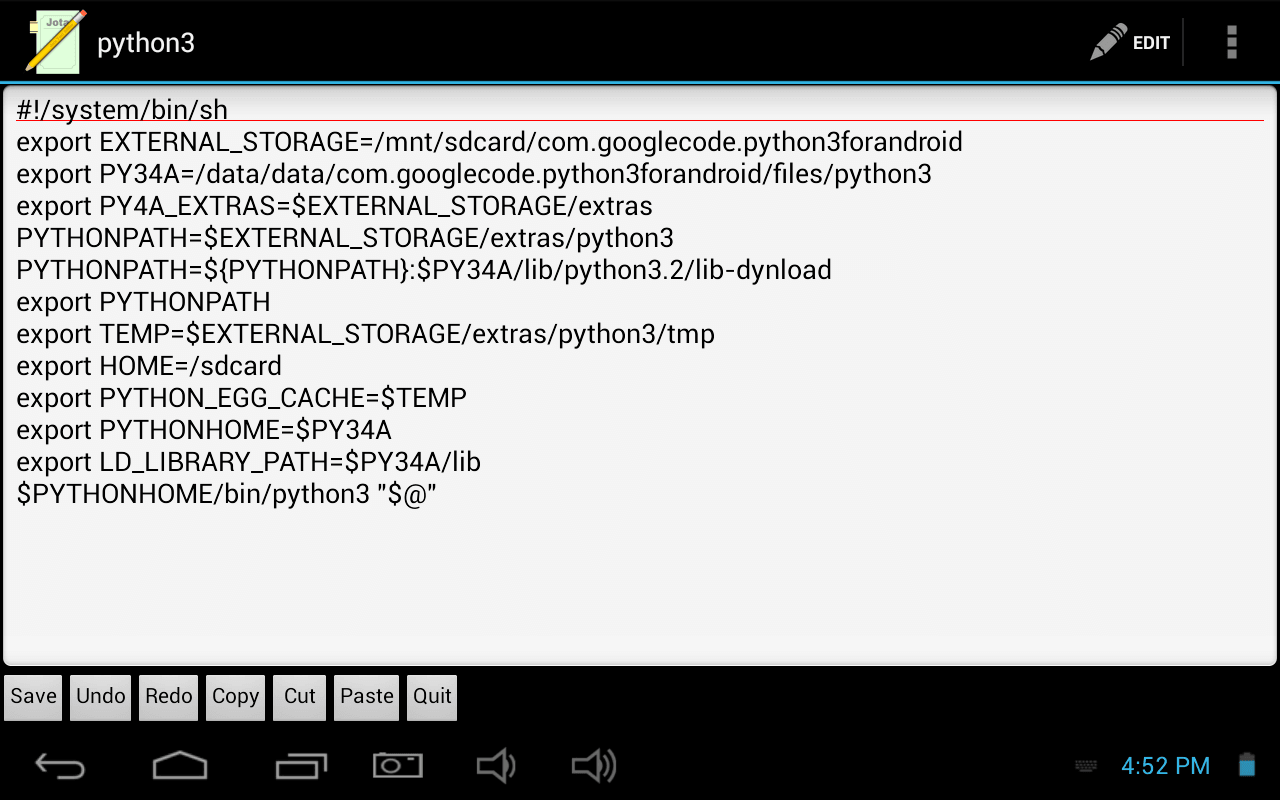 Jota
python3
EDIT
#!/system/bin/sh
export EXTERNAL_STORAGE=/mnt/sdcard/com.googlecode.python3forandroid
export PY34A=/data/data/com.googlecode.python3forandroid/files/python3
export PY4A_EXTRAS=$EXTERNAL_STORAGE/extras
PYTHONPATH=$EXTERNAL_STORAGE/extras/python3
PYTHONPATH=${PYTHONPATH}:$PY34A/lib/python3.2/lib-dynload
export PYTHONPATH
export TEMP=$EXTERNAL_STORAGE/extras/python3/tmp
export HOME=/sdcard
export PYTHON_EGG_CACHE=$TEMP
export PYTHONHOME=$PY34A
export LD_LIBRARY_PATH=$PY34A/lib
$PYTHONHOME/bin/python3 "$@"
Save Undo Redo Copy Cut Paste Quit
4:52 PM